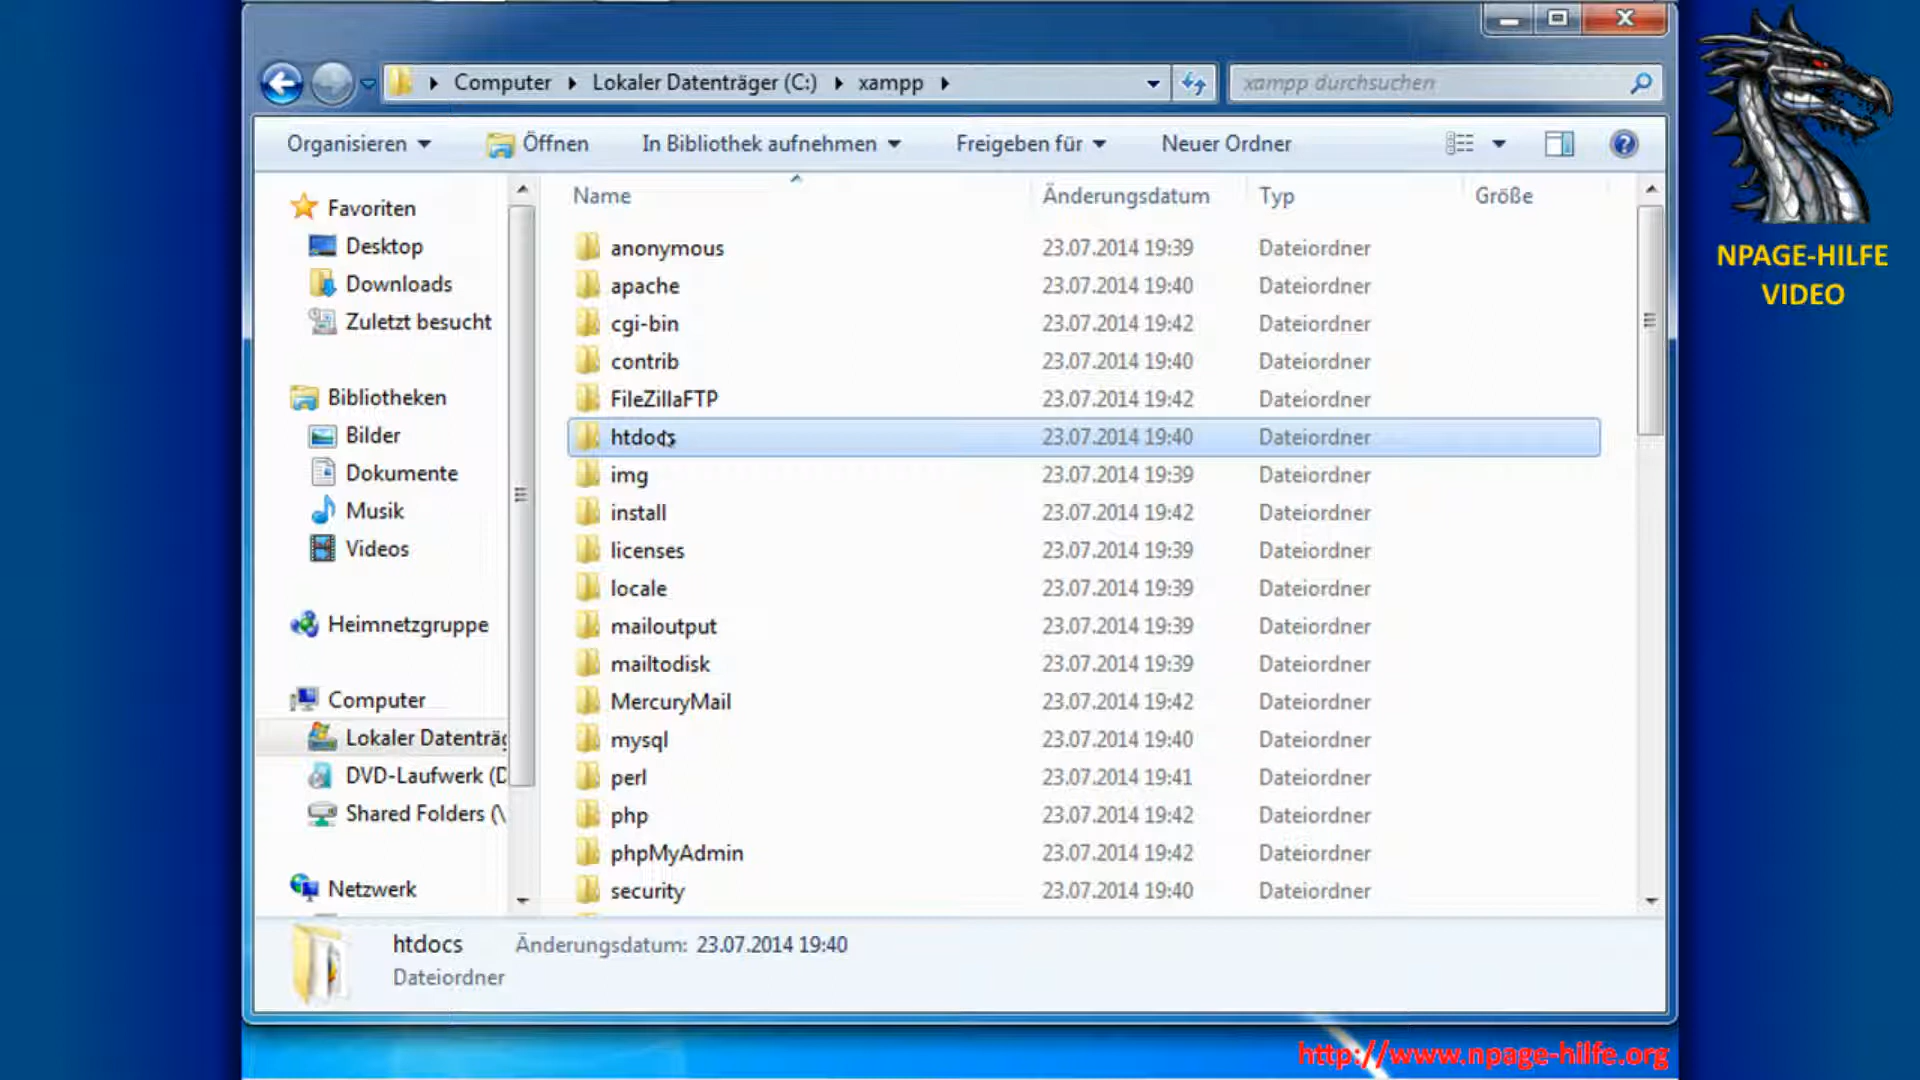 Computer Lokaler Datenträger (C:) xampp
xampp durchsuchen
Organisieren Öffnen In Bibliothek aufnehmen Freigeben für Neuer Ordner
NPAGE-HILFE
VIDEO
Favoriten
Desktop
Downloads
Zuletzt besucht
Bibliotheken
Bilder
Dokumente
Musik
Videos
Heimnetzgruppe
Computer
Lokaler Datenträg
DVD-Laufwerk (D
Shared Folders (\
Netzwerk
Name Änderungsdatum Typ Größe
anonymous 23.07.2014 19:39 Dateiordner
apache 23.07.2014 19:40 Dateiordner
cgi-bin 23.07.2014 19:42 Dateiordner
contrib 23.07.2014 19:40 Dateiordner
FileZillaFTP 23.07.2014 19:42 Dateiordner
htdocs 23.07.2014 19:40 Dateiordner
img 23.07.2014 19:39 Dateiordner
install 23.07.2014 19:42 Dateiordner
licenses 23.07.2014 19:39 Dateiordner
locale 23.07.2014 19:39 Dateiordner
mailoutput 23.07.2014 19:39 Dateiordner
mailtodisk 23.07.2014 19:39 Dateiordner
MercuryMail 23.07.2014 19:42 Dateiordner
mysql 23.07.2014 19:40 Dateiordner
perl 23.07.2014 19:41 Dateiordner
php 23.07.2014 19:42 Dateiordner
phpMyAdmin 23.07.2014 19:42 Dateiordner
security 23.07.2014 19:40 Dateiordner
htdocs Änderungsdatum: 23.07.2014 19:40
Dateiordner
http://www.npage-hilfe.org